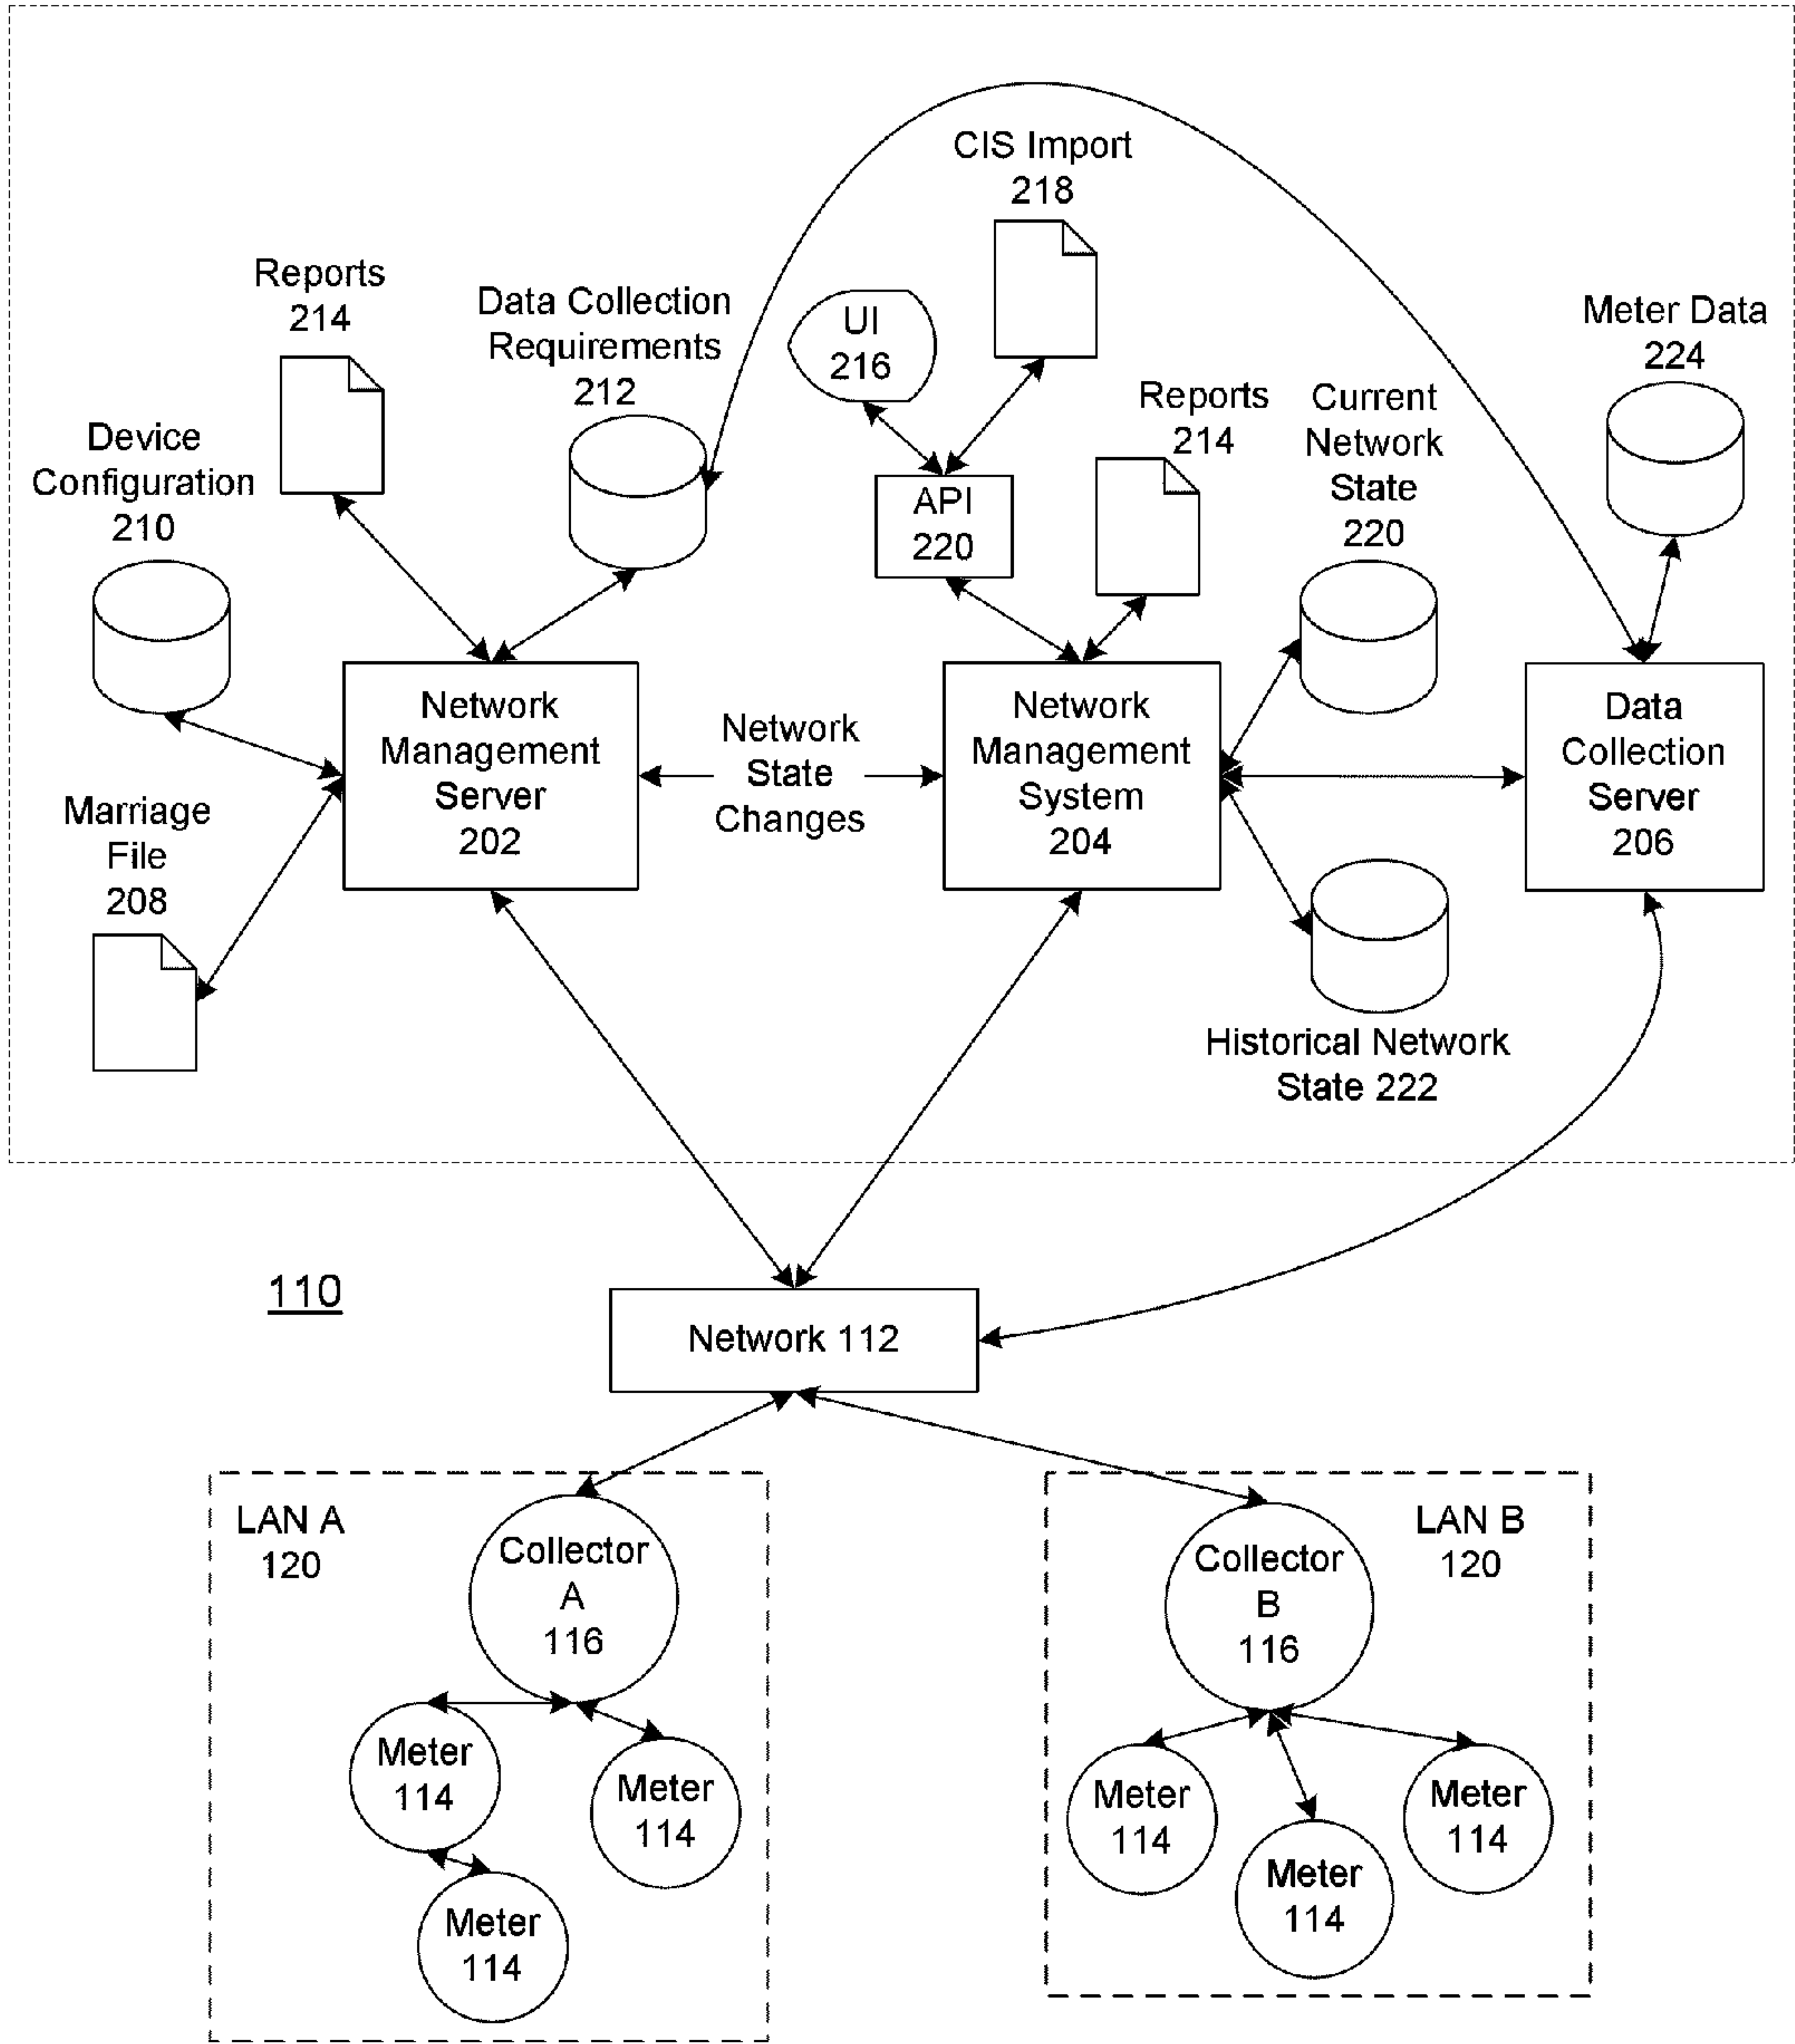 CIS Import
218
Reports
214
Data Collection
Requirements
212
UI
216
Meter Data
224
Device
Configuration
210
API
220
Reports
214
Current
Network
State
220
Marriage
File
208
Network
Management
Server
202
Network
State
Changes
Network
Management
System
204
Data
Collection
Server
206
Historical Network
State 222
110
Network 112
LAN A
120
Collector
A
116
Meter
114
Meter
114
Meter
114
LAN B
120
Collector
B
116
Meter
114
Meter
114
Meter
114